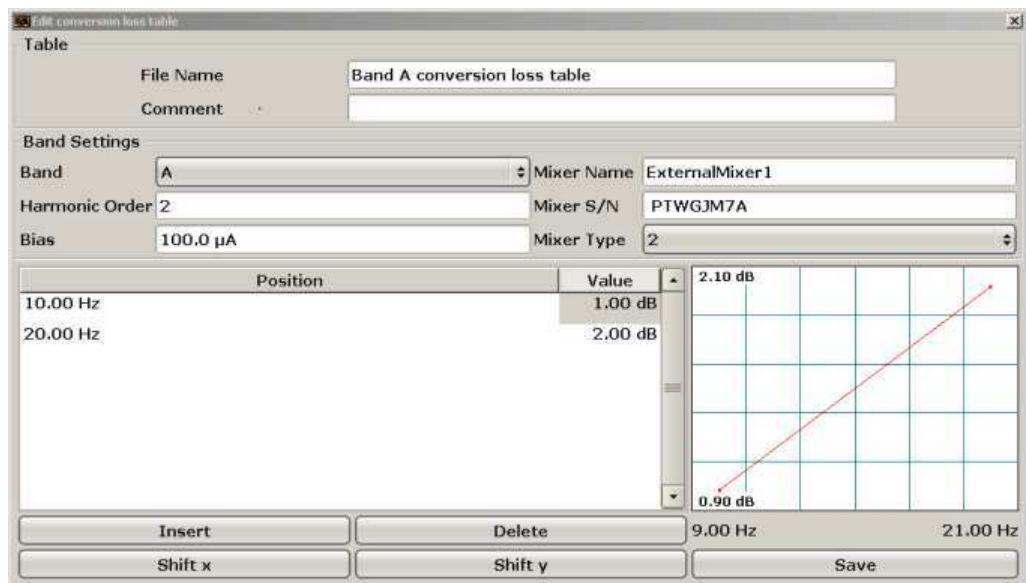 Edit conversion loss table
Table
File Name Band A conversion loss table
Comment
Band Settings
Band A Mixer Name ExternalMixer1
Harmonic Order 2 Mixer S/N PTWGJM7A
Bias 100.0 µA Mixer Type 2
Position Value
10.00 Hz 1.00 dB
20.00 Hz 2.00 dB
2.10 dB
0.90 dB
9.00 Hz 21.00 Hz
Insert Delete
Shift x Shift y Save